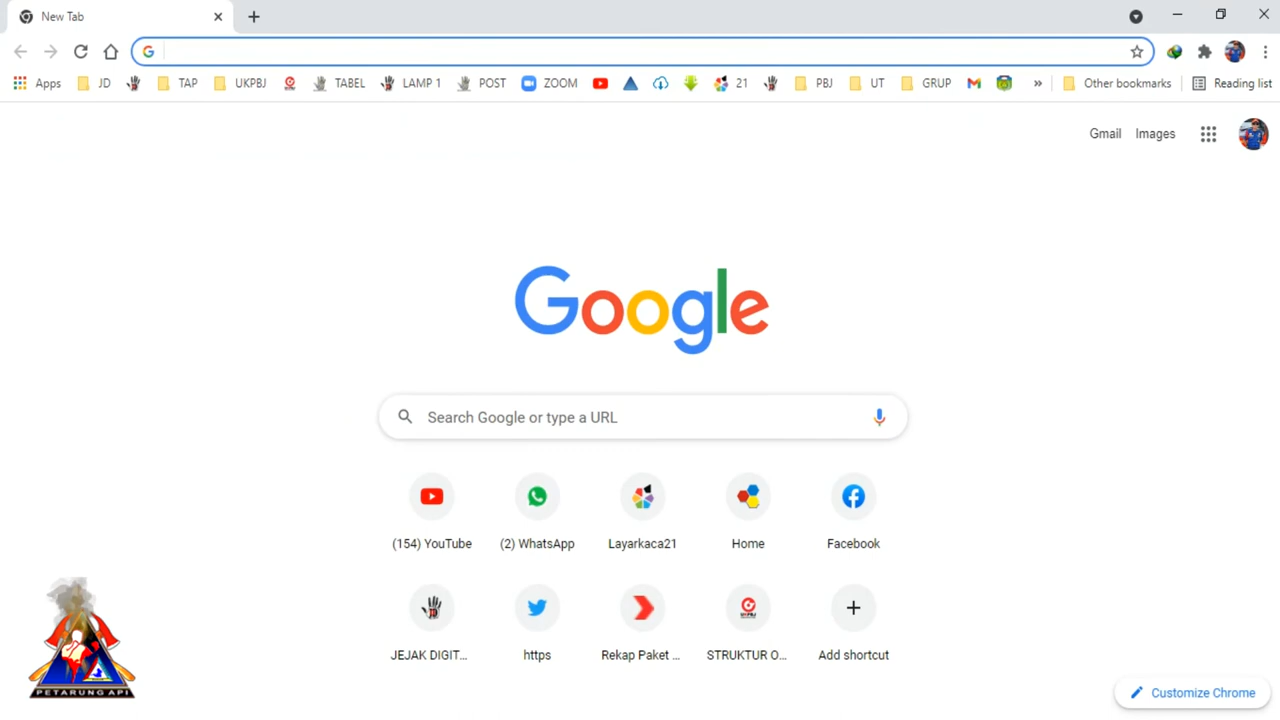 New Tab
Apps JD TAP UKPBJ TABEL LAMP 1 POST ZOOM 21 PBJ UT GRUP » Other bookmarks Reading list
Gmail Images
Google
Search Google or type a URL
(154) YouTube (2) WhatsApp Layarkaca21 Home Facebook
JEJAK DIGIT... https Rekap Paket ... STRUKTUR O... Add shortcut
PETARUNG API
Customize Chrome